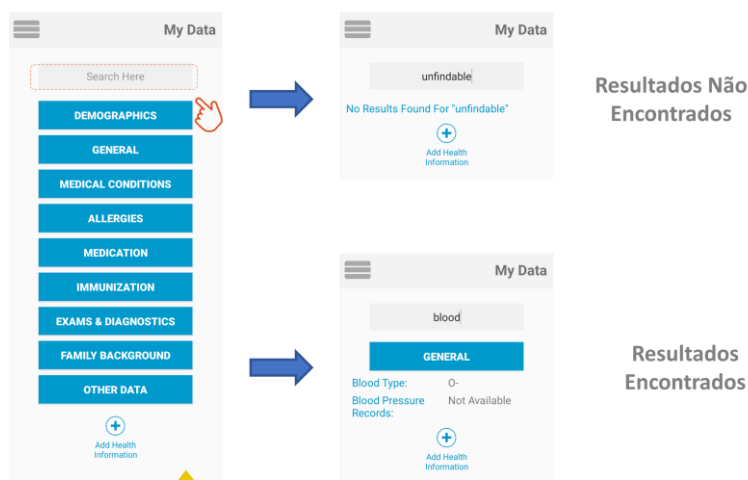 My Data
Search Here
DEMOGRAPHICS
GENERAL
MEDICAL CONDITIONS
ALLERGIES
MEDICATION
IMMUNIZATION
EXAMS & DIAGNOSTICS
FAMILY BACKGROUND
OTHER DATA
Add Health
Information
My Data
unfindable
No Results Found For "unfindable"
Add Health
Information
Resultados Não
Encontrados
My Data
blood
GENERAL
Blood Type: O-
Blood Pressure Not Available
Records:
Add Health
Information
Resultados
Encontrados